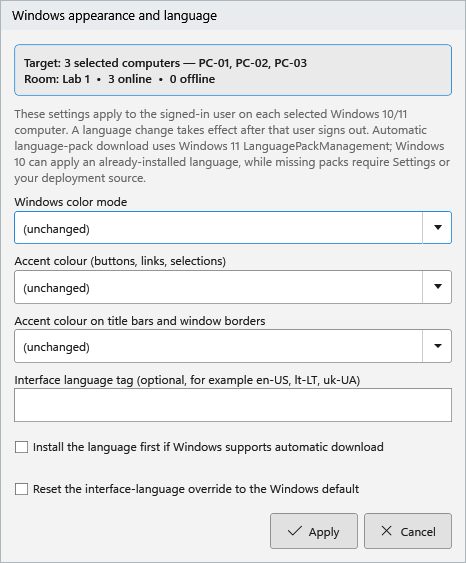 Windows appearance and language
Target: 3 selected computers — PC-01, PC-02, PC-03
Room: Lab 1 • 3 online • 0 offline
These settings apply to the signed-in user on each selected Windows 10/11
computer. A language change takes effect after that user signs out. Automatic
language-pack download uses Windows 11 LanguagePackManagement; Windows
10 can apply an already-installed language, while missing packs require Settings or
your deployment source.
Windows color mode
(unchanged)
Accent colour (buttons, links, selections)
(unchanged)
Accent colour on title bars and window borders
(unchanged)
Interface language tag (optional, for example en-US, lt-LT, uk-UA)
Install the language first if Windows supports automatic download
Reset the interface-language override to the Windows default
Apply
Cancel